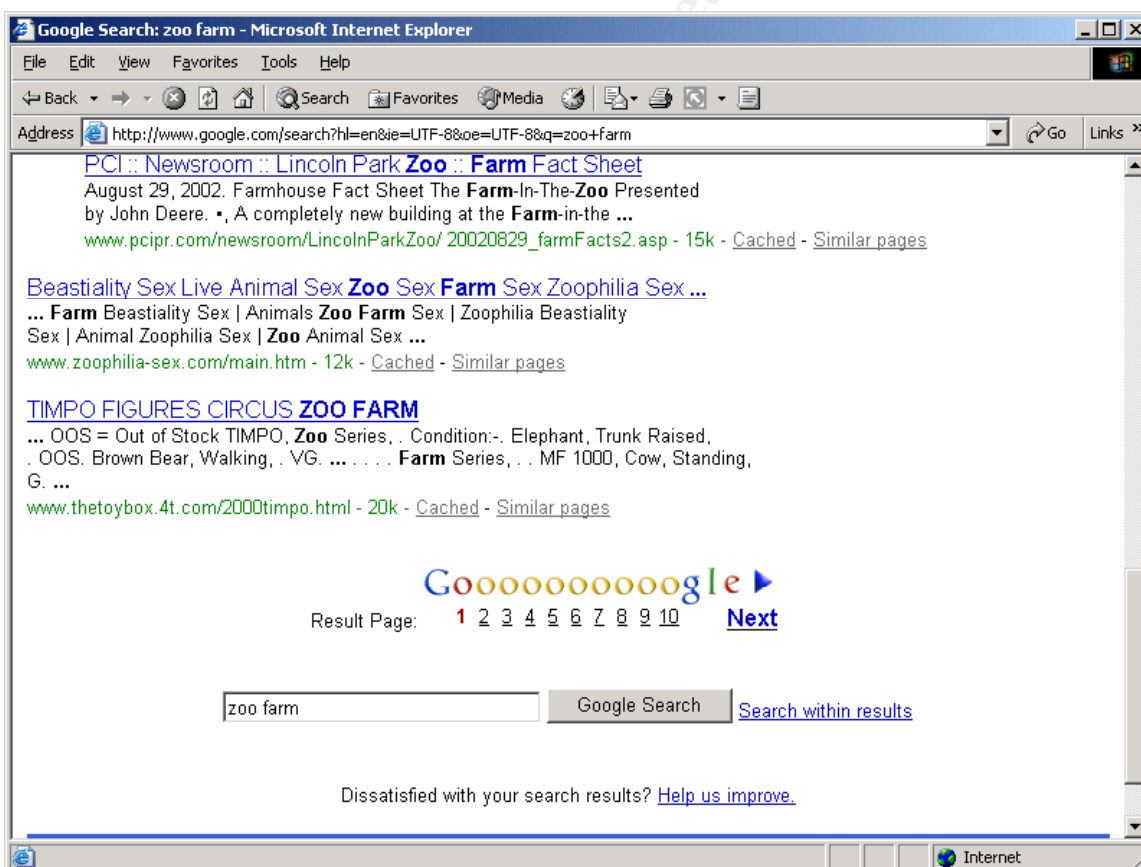 Google Search: zoo farm - Microsoft Internet Explorer
File Edit View Favorites Tools Help
Back Search Favorites Media
Address http://www.google.com/search?hl=en&ie=UTF-8&oe=UTF-8&q=zoo+farm Go Links »
PCI :: Newsroom :: Lincoln Park Zoo :: Farm Fact Sheet
August 29, 2002. Farmhouse Fact Sheet The Farm-In-The-Zoo Presented
by John Deere. •, A completely new building at the Farm-in-the ...
www.pcipr.com/newsroom/LincolnParkZoo/ 20020829_farmFacts2.asp - 15k - Cached - Similar pages
Beastiality Sex Live Animal Sex Zoo Sex Farm Sex Zoophilia Sex ...
... Farm Beastiality Sex | Animals Zoo Farm Sex | Zoophilia Beastiality
Sex | Animal Zoophilia Sex | Zoo Animal Sex ...
www.zoophilia-sex.com/main.htm - 12k - Cached - Similar pages
TIMPO FIGURES CIRCUS ZOO FARM
... OOS = Out of Stock TIMPO, Zoo Series, . Condition:-. Elephant, Trunk Raised,
. OOS. Brown Bear, Walking, . VG. ... . . . . Farm Series, . . MF 1000, Cow, Standing,
G. ...
www.thetoybox.4t.com/2000timpo.html - 20k - Cached - Similar pages
Goooooooooogle
Result Page: 1 2 3 4 5 6 7 8 9 10 Next
zoo farm Google Search Search within results
Dissatisfied with your search results? Help us improve.
Internet